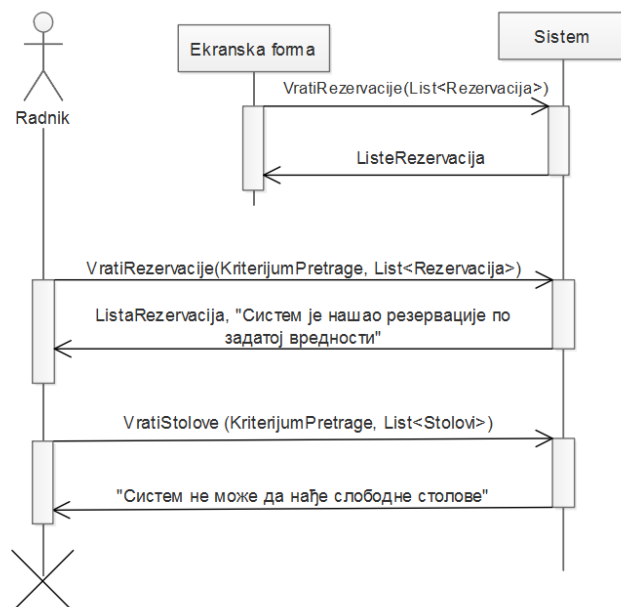 Sistem
Ekranska forma
Radnik
VratiRezervacije(List<Rezervacija>)
ListeRezervacija
VratiRezervacije(KriterijumPretrage, List<Rezervacija>)
ListaRezervacija, "Систем је нашао резервације по
задатој вредности"
VratiStolove (KriterijumPretrage, List<Stolovi>)
"Систем не може да нађе слободне столове"